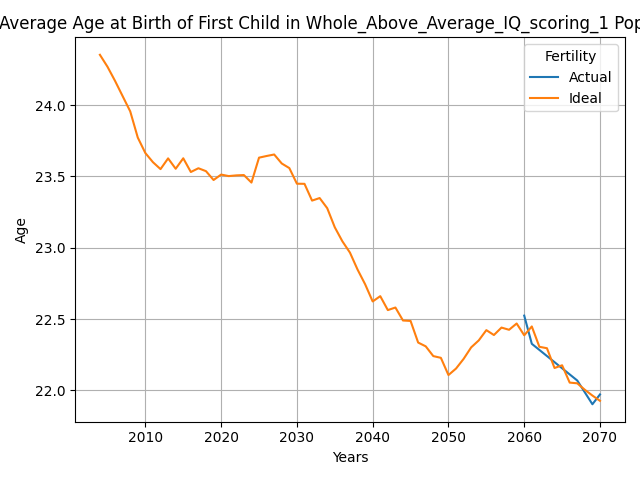 Average Age at Birth of First Child in Whole_Above_Average_IQ_scoring_1 Pop
Fertility
Actual
Ideal
24.0
23.5
23.0
22.5
22.0
Age
2010 2020 2030 2040 2050 2060 2070
Years